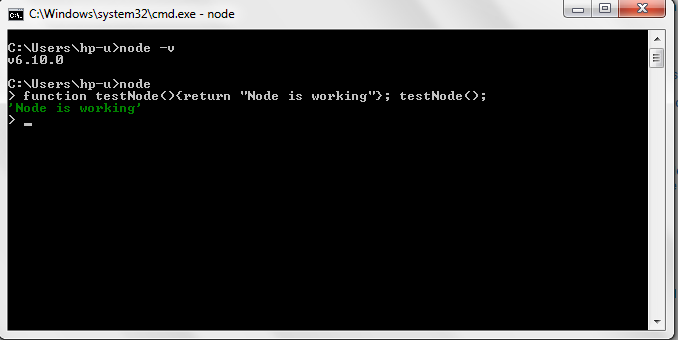 C:\Windows\system32\cmd.exe - node
C:\Users\hp-u>node -v
v6.10.0
C:\Users\hp-u>node
> function testNode(){return "Node is working"}; testNode();
'Node is working'
>